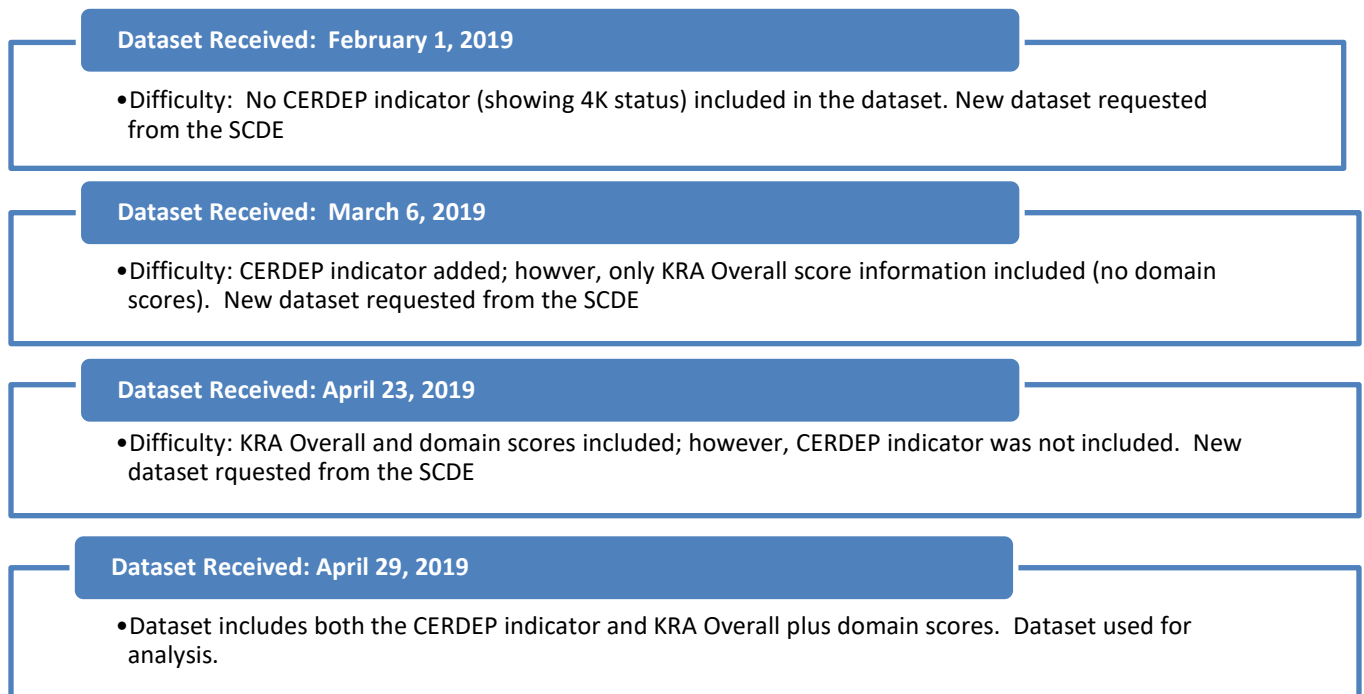 Dataset Received:  February 1, 2019
•Difficulty:  No CERDEP indicator (showing 4K status) included in the dataset. New dataset requested
from the SCDE
Dataset Received:  March 6, 2019
•Difficulty: CERDEP indicator added; howver, only KRA Overall score information included (no domain
scores).  New dataset requested from the SCDE
Dataset Received: April 23, 2019
•Difficulty: KRA Overall and domain scores included; however, CERDEP indicator was not included.  New
dataset rquested from the SCDE
Dataset Received: April 29, 2019
•Dataset includes both the CERDEP indicator and KRA Overall plus domain scores.  Dataset used for
analysis.